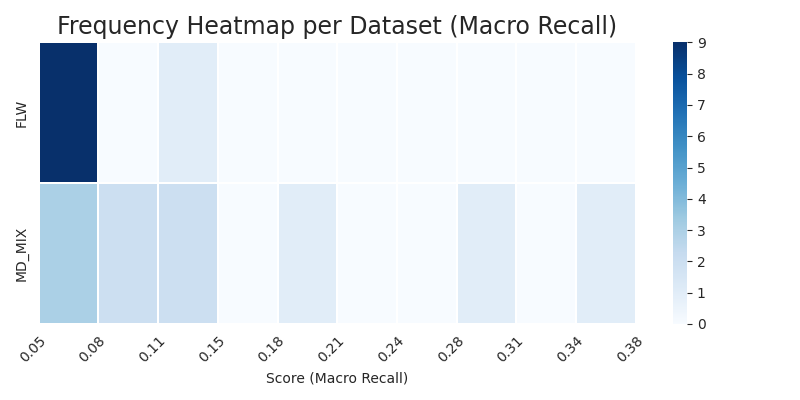 Frequency Heatmap per Dataset (Macro Recall)
FLW
MD_MIX
0.05 0.08 0.11 0.15 0.18 0.21 0.24 0.28 0.31 0.34 0.38
Score (Macro Recall)
9
8
7
6
5
4
3
2
1
0